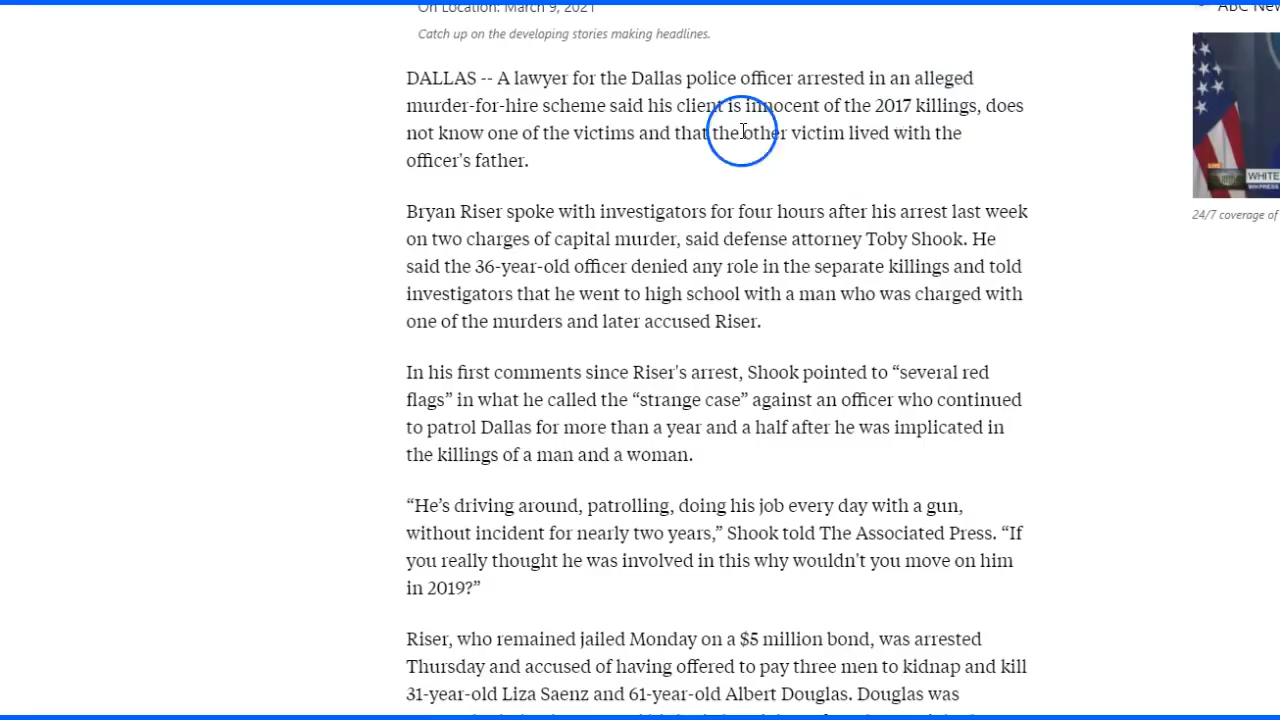 On Location: March 9, 2021
ABC New
Catch up on the developing stories making headlines.
DALLAS -- A lawyer for the Dallas police officer arrested in an alleged
murder-for-hire scheme said his client is innocent of the 2017 killings, does
not know one of the victims and that the other victim lived with the
officer's father.
Bryan Riser spoke with investigators for four hours after his arrest last week
on two charges of capital murder, said defense attorney Toby Shook. He
said the 36-year-old officer denied any role in the separate killings and told
investigators that he went to high school with a man who was charged with
one of the murders and later accused Riser.
In his first comments since Riser's arrest, Shook pointed to “several red
flags” in what he called the “strange case” against an officer who continued
to patrol Dallas for more than a year and a half after he was implicated in
the killings of a man and a woman.
“He’s driving around, patrolling, doing his job every day with a gun,
without incident for nearly two years,” Shook told The Associated Press. “If
you really thought he was involved in this why wouldn't you move on him
in 2019?”
Riser, who remained jailed Monday on a $5 million bond, was arrested
Thursday and accused of having offered to pay three men to kidnap and kill
31-year-old Liza Saenz and 61-year-old Albert Douglas. Douglas was
LIVE
WHITE
24/7 coverage of